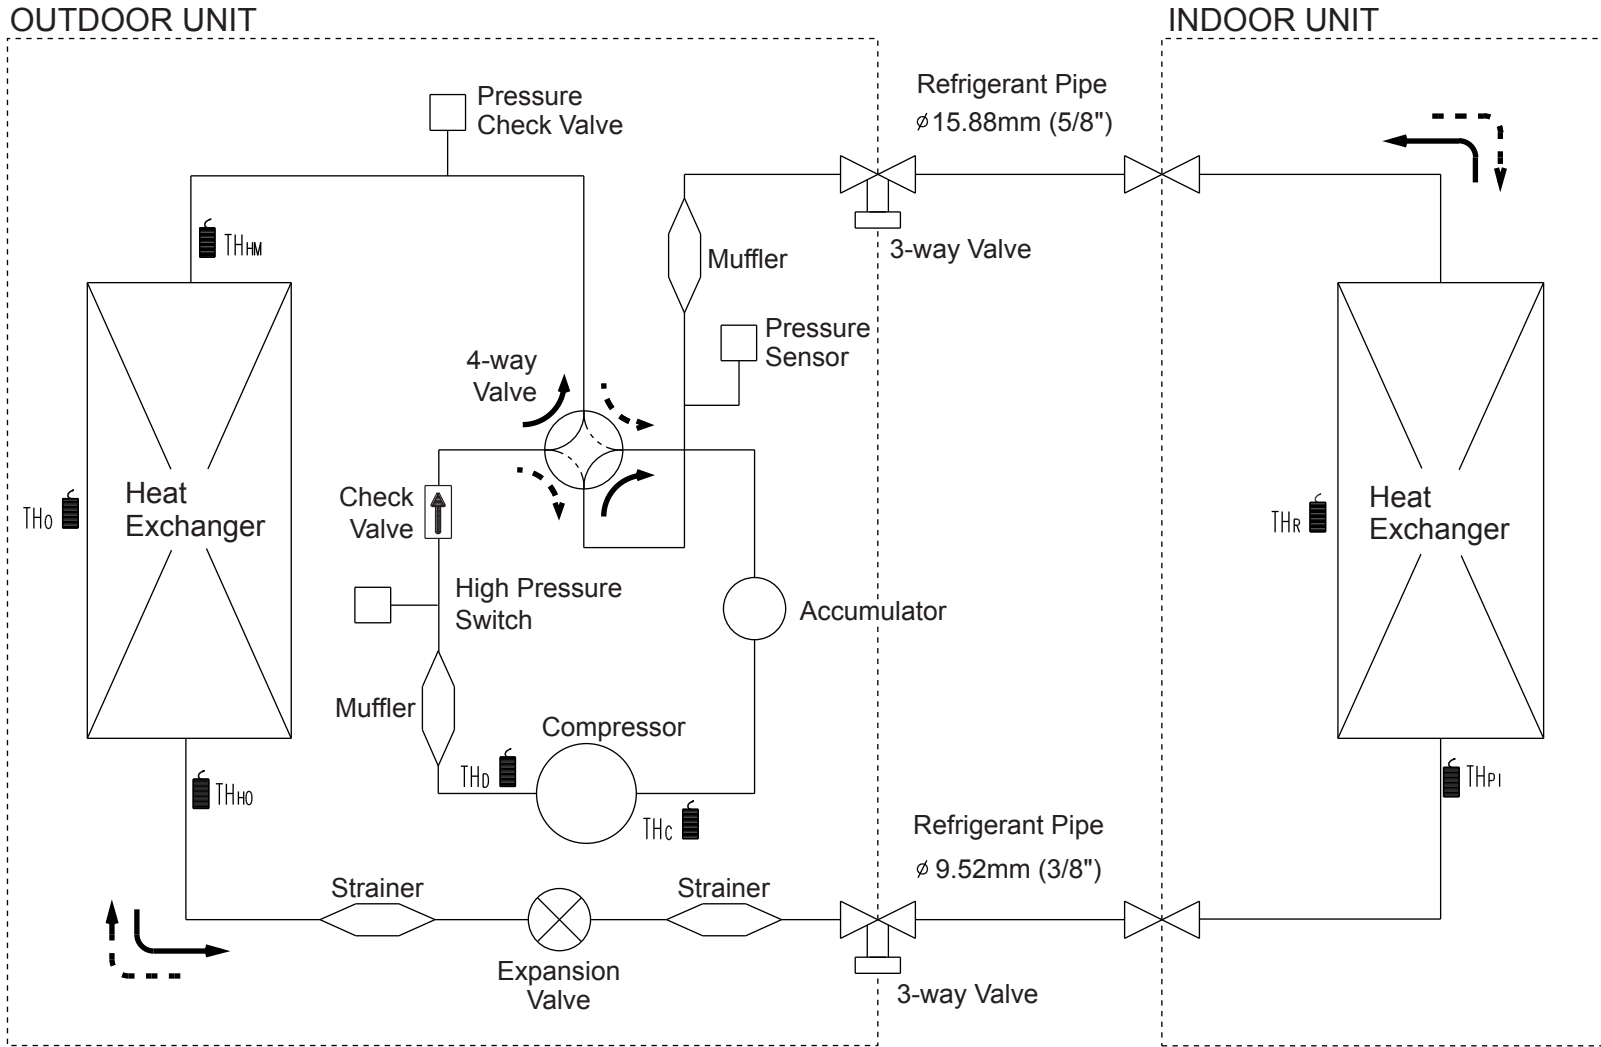 OUTDOOR UNIT
INDOOR UNIT
Pressure
Check Valve
Refrigerant Pipe
⌀15.88mm (5/8")
THHM
Muffler
3-way Valve
Pressure
Sensor
4-way
Valve
Heat
Exchanger
THO
Check
Valve
THR
Heat
Exchanger
High Pressure
Switch
Accumulator
Muffler
Compressor
THD
THHO
THC
THPI
Refrigerant Pipe
⌀ 9.52mm (3/8")
Strainer
Strainer
Expansion
Valve
3-way Valve